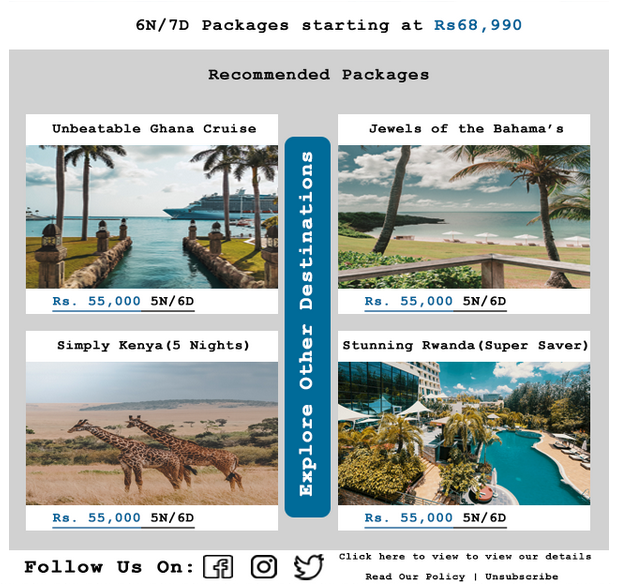 6N/7D Packages starting at Rs68,990
Recommended Packages
Unbeatable Ghana Cruise
Rs. 55,000 5N/6D
Jewels of the Bahama’s
Rs. 55,000 5N/6D
Explore Other Destinations
Simply Kenya(5 Nights)
Rs. 55,000 5N/6D
Stunning Rwanda(Super Saver)
Rs. 55,000 5N/6D
Follow Us On:
Click here to view to view our details
Read Our Policy | Unsubscribe